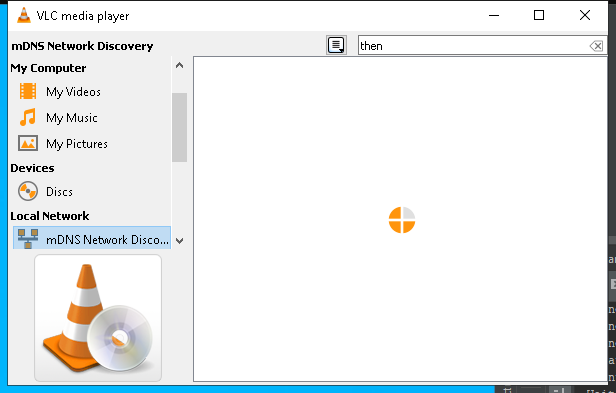 VLC media player
mDNS Network Discovery
then
My Computer
My Videos
My Music
My Pictures
Devices
Discs
Local Network
mDNS Network Disco...